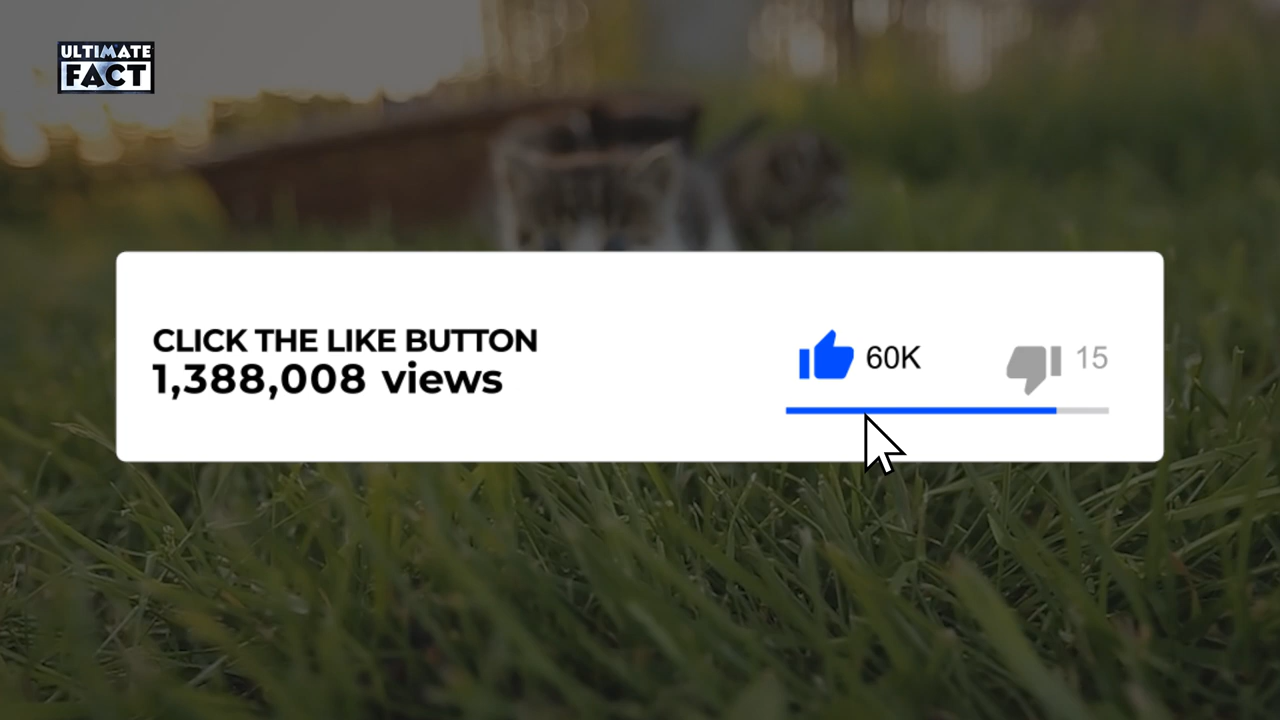 ULTIMATE
FACT
CLICK THE LIKE BUTTON
1,388,008 views
60K
15